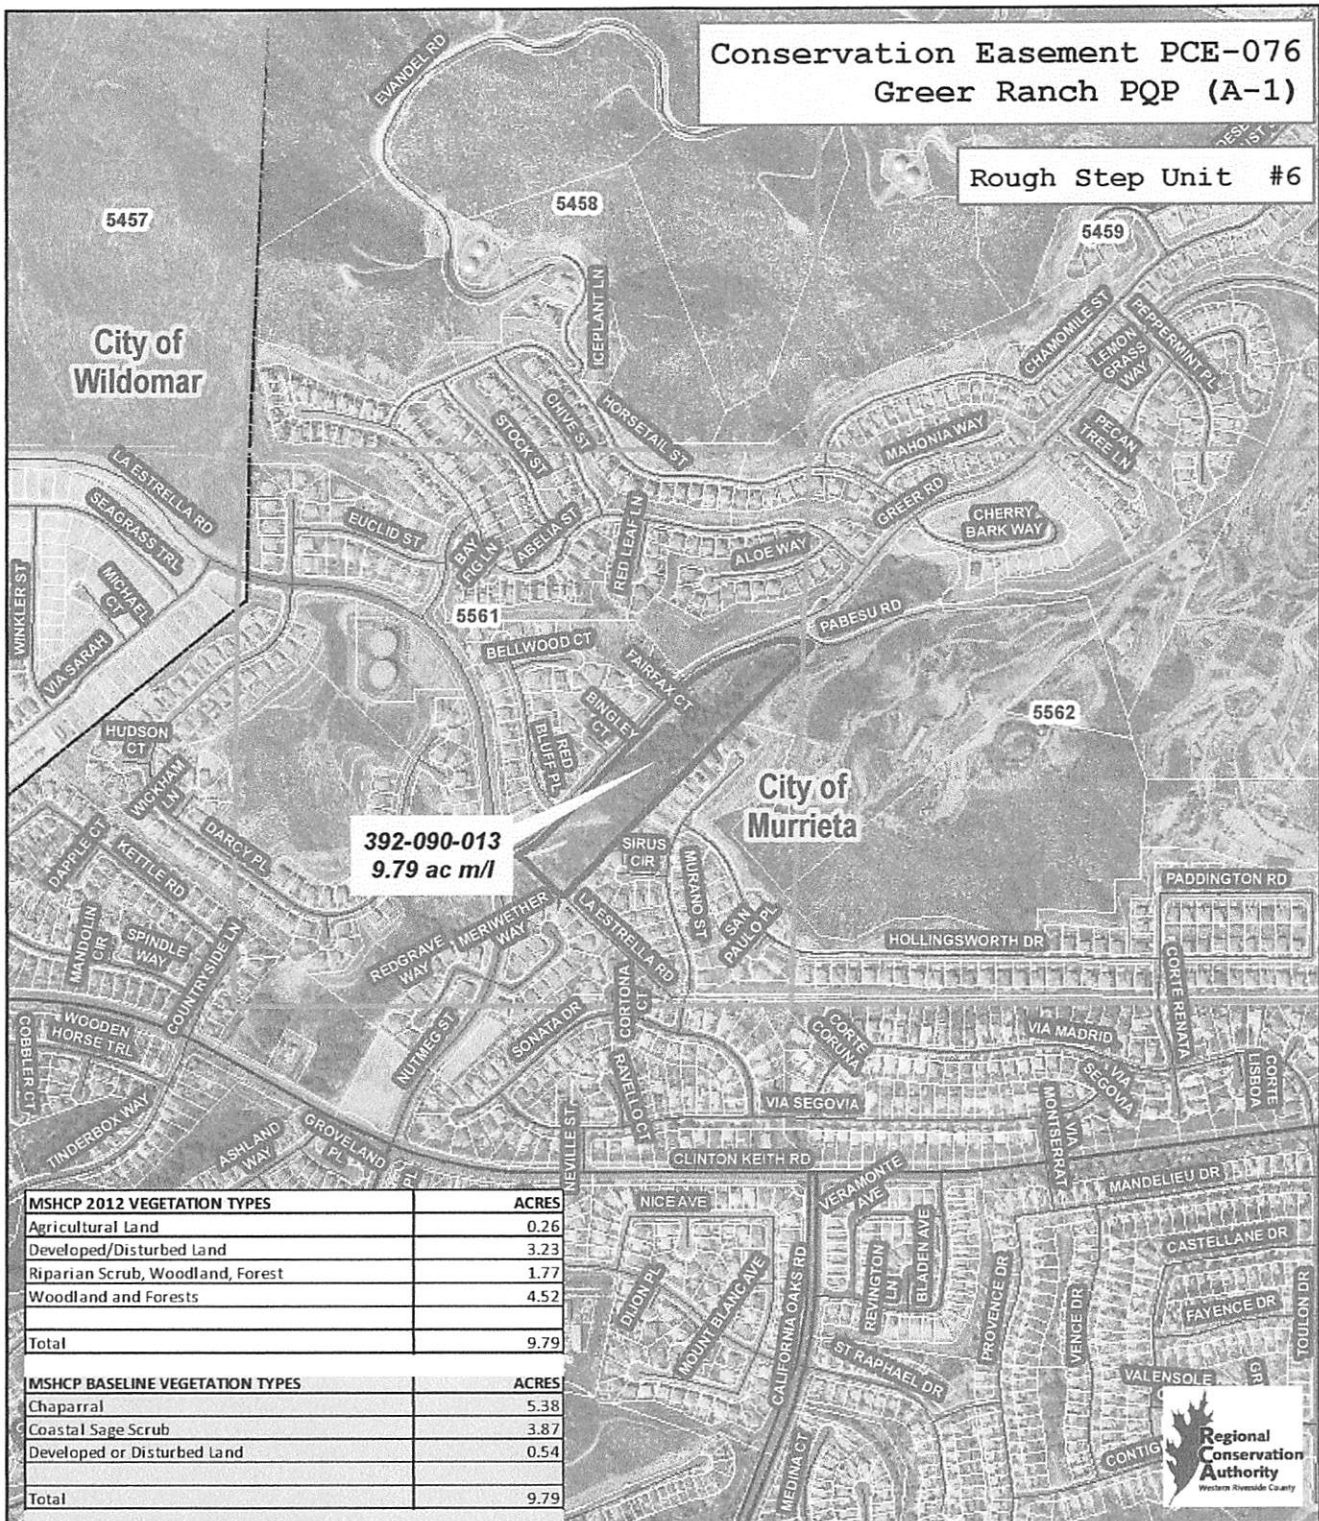 Conservation Easement PCE-076
Greer Ranch PQP (A-1)
Rough Step Unit #6
EVANDEL RD
5457
5458
5459
City of
Wildomar
ICEPLANT LN
CHAMOMILE ST
PEPPERMINT PL
LEMON
GRASS
WAY
STOCK ST
CHIVE ST
HORSETAIL ST
MAHONIA WAY
PECAN
TREE LN
LA ESTRELLA RD
SEAGRASS TRL
EUCLID ST
BAY
FIG LN
ABELIA ST
RED LEAF LN
ALOE WAY
GREER RD
CHERRY
BARK WAY
WINKLER ST
MICHAEL
CT
VIA SARAH
5561
PABESU RD
BELLWOOD CT
FAIRFAX CT
BINGLEY
CT
RED
BLUFF PL
5562
HUDSON
CT
WICKHAM
LN
City of
Murrieta
DAPPLE CT
KETTLE RD
DARCY PL
392-090-013
9.79 ac m/l
SIRUS
CIR
MURANO ST
SAN
PAULO PL
PADDINGTON RD
MANDOLIN
CIR
SPINDLE
WAY
COUNTRYSIDE LN
REDGRAVE
WAY
MERIWETHER
WAY
LA ESTRELLA RD
HOLLINGSWORTH DR
CORTE RENATA
COBBLER CT
WOODEN
HORSE TRL
NUTMEG ST
SONATA DR
CORTONA
CT
CORTE
CORUNA
VIA MADRID
VIA
SEGOVIA
CORTE
LISBOA
TINDERBOX WAY
ASHLAND
WAY
GROVELAND
PL
RAVELLO CT
VIA SEGOVIA
VIA
MONTSERRAT
NEVILLE ST
CLINTON KEITH RD
PL
NICE AVE
VERAMONTE
AVE
MANDELIEU DR
CASTELLANE DR
DIJON PL
MOUNT BLANC AVE
CALIFORNIA OAKS RD
REVINGTON
LN
BLADEN AVE
PROVENCE DR
VENCE DR
FAYENCE DR
TOULON DR
ST RAPHAEL DR
VALENSOLE
MEDINA CT
CONTIG
MSHCP 2012 VEGETATION TYPES ACRES
Agricultural Land 0.26
Developed/Disturbed Land 3.23
Riparian Scrub, Woodland, Forest 1.77
Woodland and Forests 4.52
Total 9.79
MSHCP BASELINE VEGETATION TYPES ACRES
Chaparral 5.38
Coastal Sage Scrub 3.87
Developed or Disturbed Land 0.54
Total 9.79
Regional
Conservation
Authority
Western Riverside County